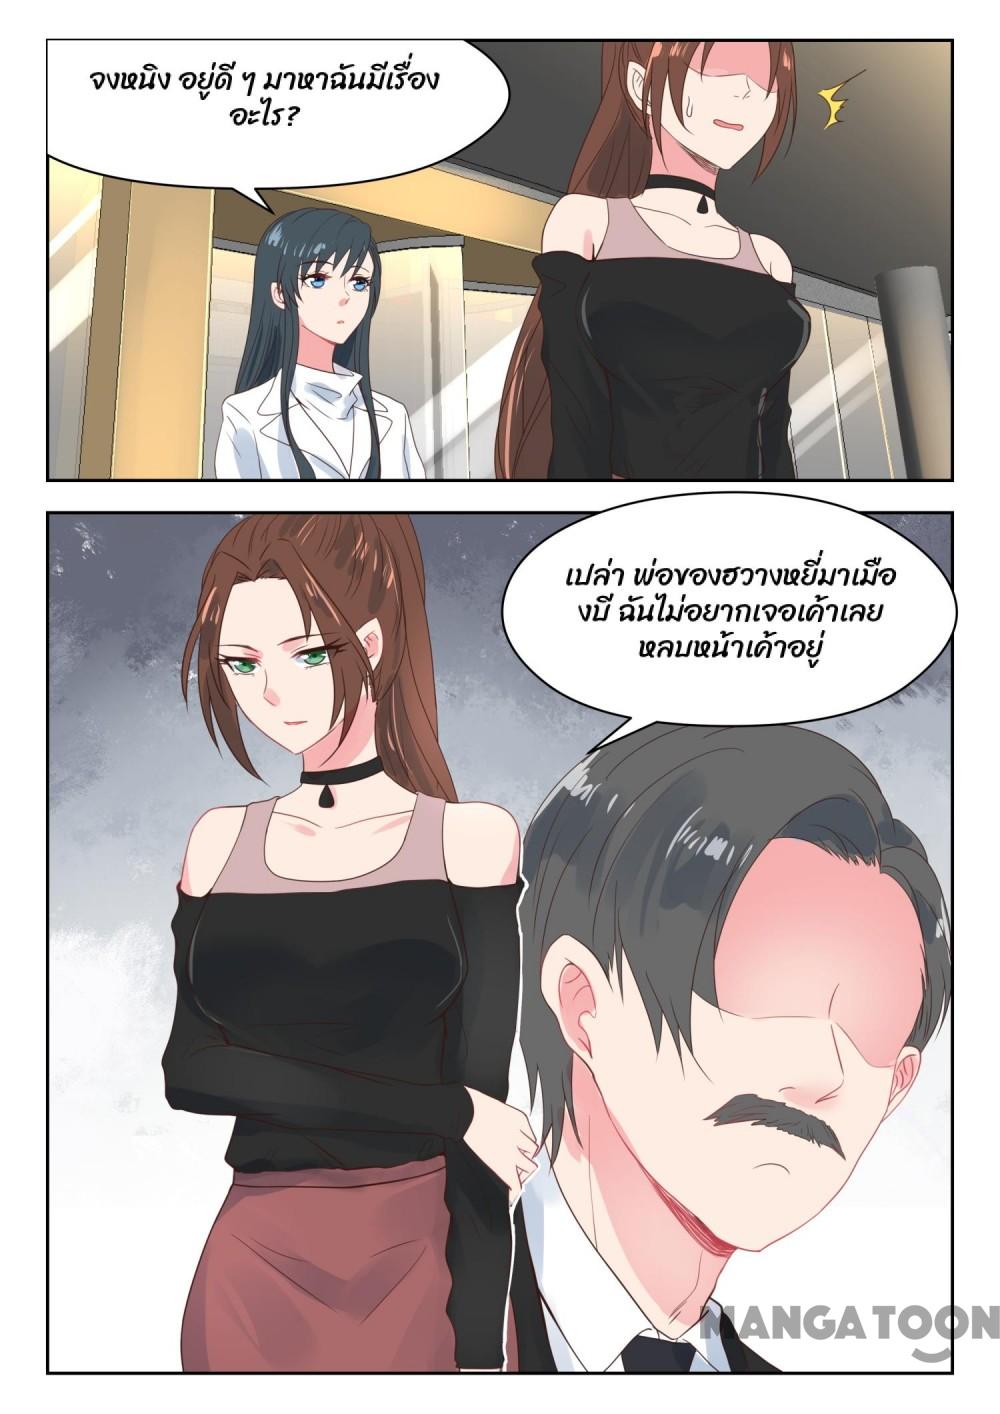 จงหนิง อยู่ดี ๆ มาหาฉันมีเรื่อง
อะไร?
เปล่า พ่อของฮวางหยี่มาเมือ
งบี ฉันไม่อยากเจอเค้าเลย
หลบหน้าเค้าอยู่
MANGATOON